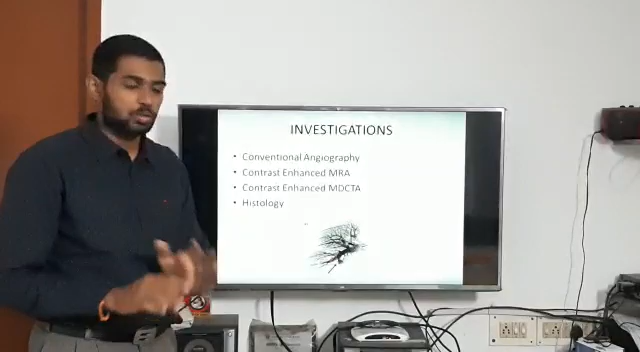 INVESTIGATIONS
• Conventional Angiography
• Contrast Enhanced MRA
• Contrast Enhanced MDCTA
• Histology